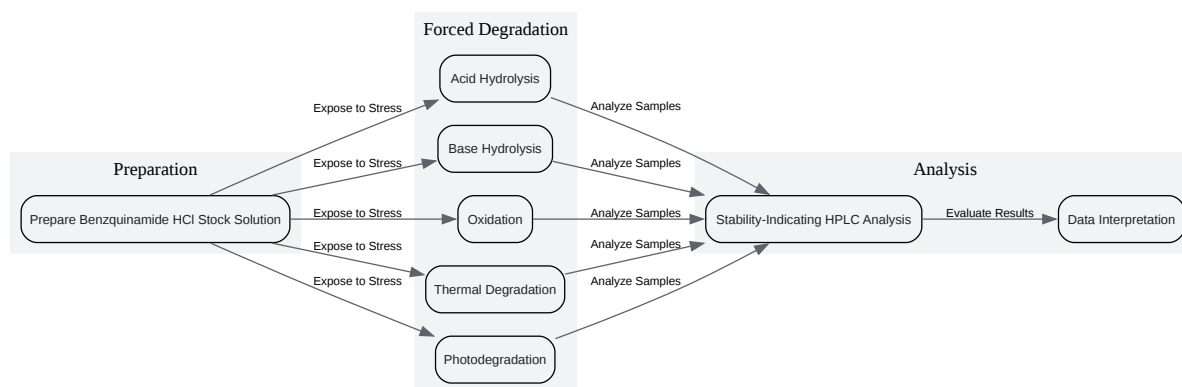 Forced Degradation
Acid Hydrolysis
Expose to Stress
Analyze Samples
Base Hydrolysis
Expose to Stress
Analyze Samples
Preparation
Analysis
Prepare Benzquinamide HCl Stock Solution
Expose to Stress
Oxidation
Analyze Samples
Stability-Indicating HPLC Analysis
Evaluate Results
Data Interpretation
Expose to Stress
Analyze Samples
Thermal Degradation
Expose to Stress
Analyze Samples
Photodegradation